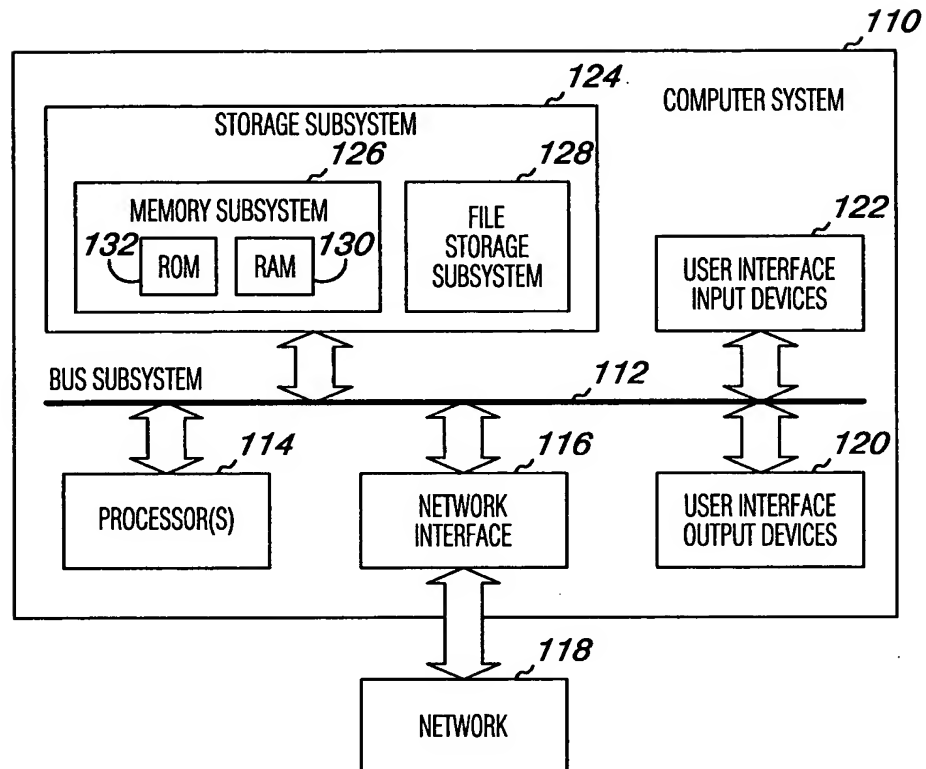 110
COMPUTER SYSTEM
124
STORAGE SUBSYSTEM
126
MEMORY SUBSYSTEM
132
ROM
RAM
130
128
FILE
STORAGE
SUBSYSTEM
122
USER INTERFACE
INPUT DEVICES
BUS SUBSYSTEM
112
114
PROCESSOR(S)
116
NETWORK
INTERFACE
120
USER INTERFACE
OUTPUT DEVICES
118
NETWORK